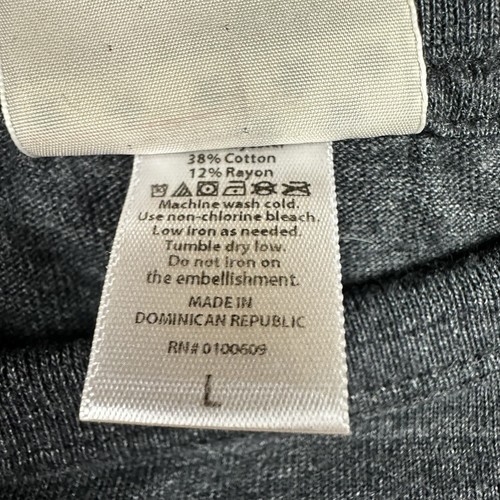 38% Cotton
12% Rayon
Machine wash cold.
Use non-chlorine bleach.
Low iron as needed.
Tumble dry low.
Do not iron on
the embellishment.
MADE IN
DOMINICAN REPUBLIC
RN# 0100609
L